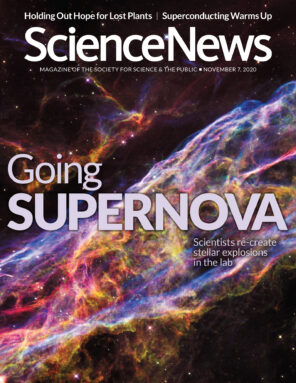 Holding Out Hope for Lost Plants | Superconducting Warms Up
ScienceNews
MAGAZINE OF THE SOCIETY FOR SCIENCE & THE PUBLIC ■ NOVEMBER 7, 2020
Going
SUPERNOVA
Scientists re-create
stellar explosions
in the lab